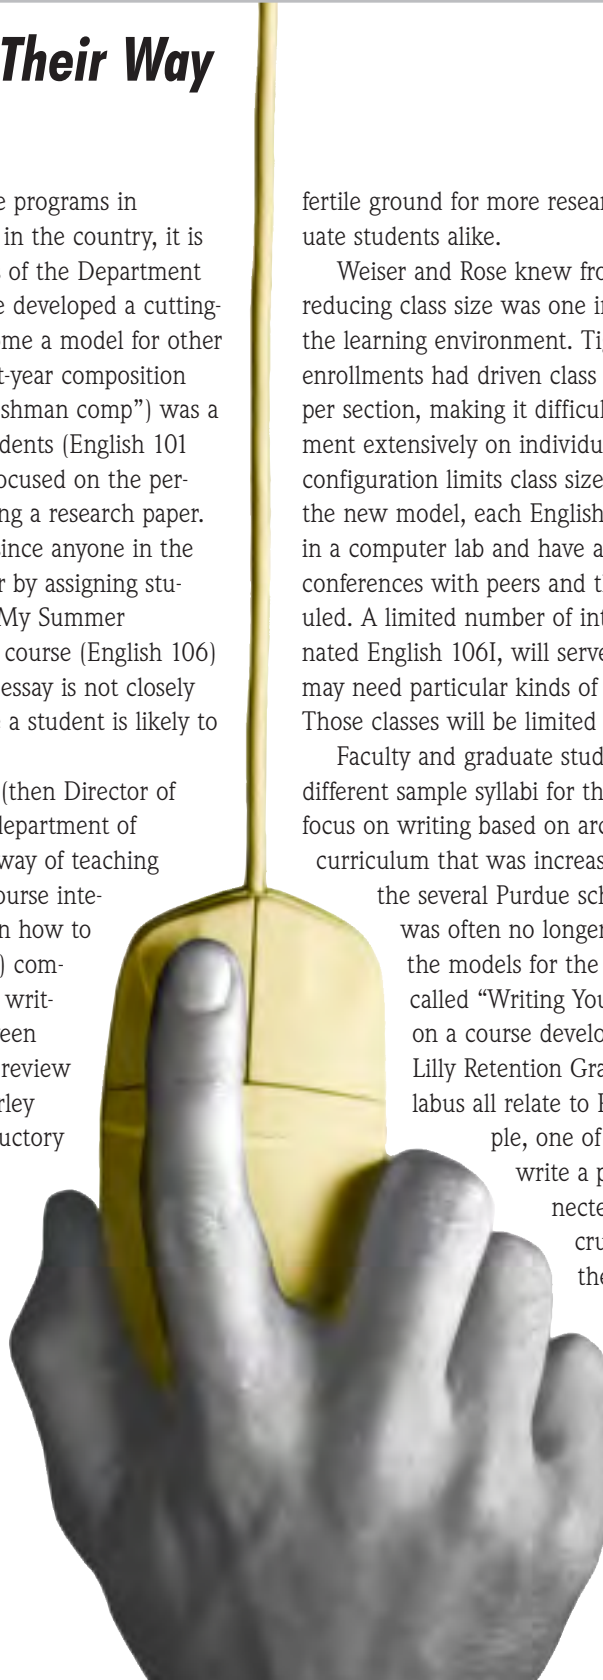 Their Way
e programs in
in the country, it is
of the Department
e developed a cutting-
me a model for other
t-year composition
shman comp”) was a
dents (English 101
ocused on the per-
ng a research paper.
since anyone in the
r by assigning stu-
My Summer
course (English 106)
essay is not closely
a student is likely to
(then Director of
department of
way of teaching
ourse inte-
n how to
) com-
writ-
een
review
rley
uctory
fertile ground for more resear
uate students alike.
Weiser and Rose knew fro
reducing class size was one i
the learning environment. Ti
enrollments had driven class
per section, making it difficul
ment extensively on individu
configuration limits class size
the new model, each English
in a computer lab and have a
conferences with peers and t
uled. A limited number of int
nated English 106I, will serve
may need particular kinds of
Those classes will be limited
Faculty and graduate stud
different sample syllabi for th
focus on writing based on arc
curriculum that was increas
the several Purdue sch
was often no longer
the models for the
called “Writing You
on a course develo
Lilly Retention Gra
labus all relate to
ple, one of
write a p
necte
cru
the